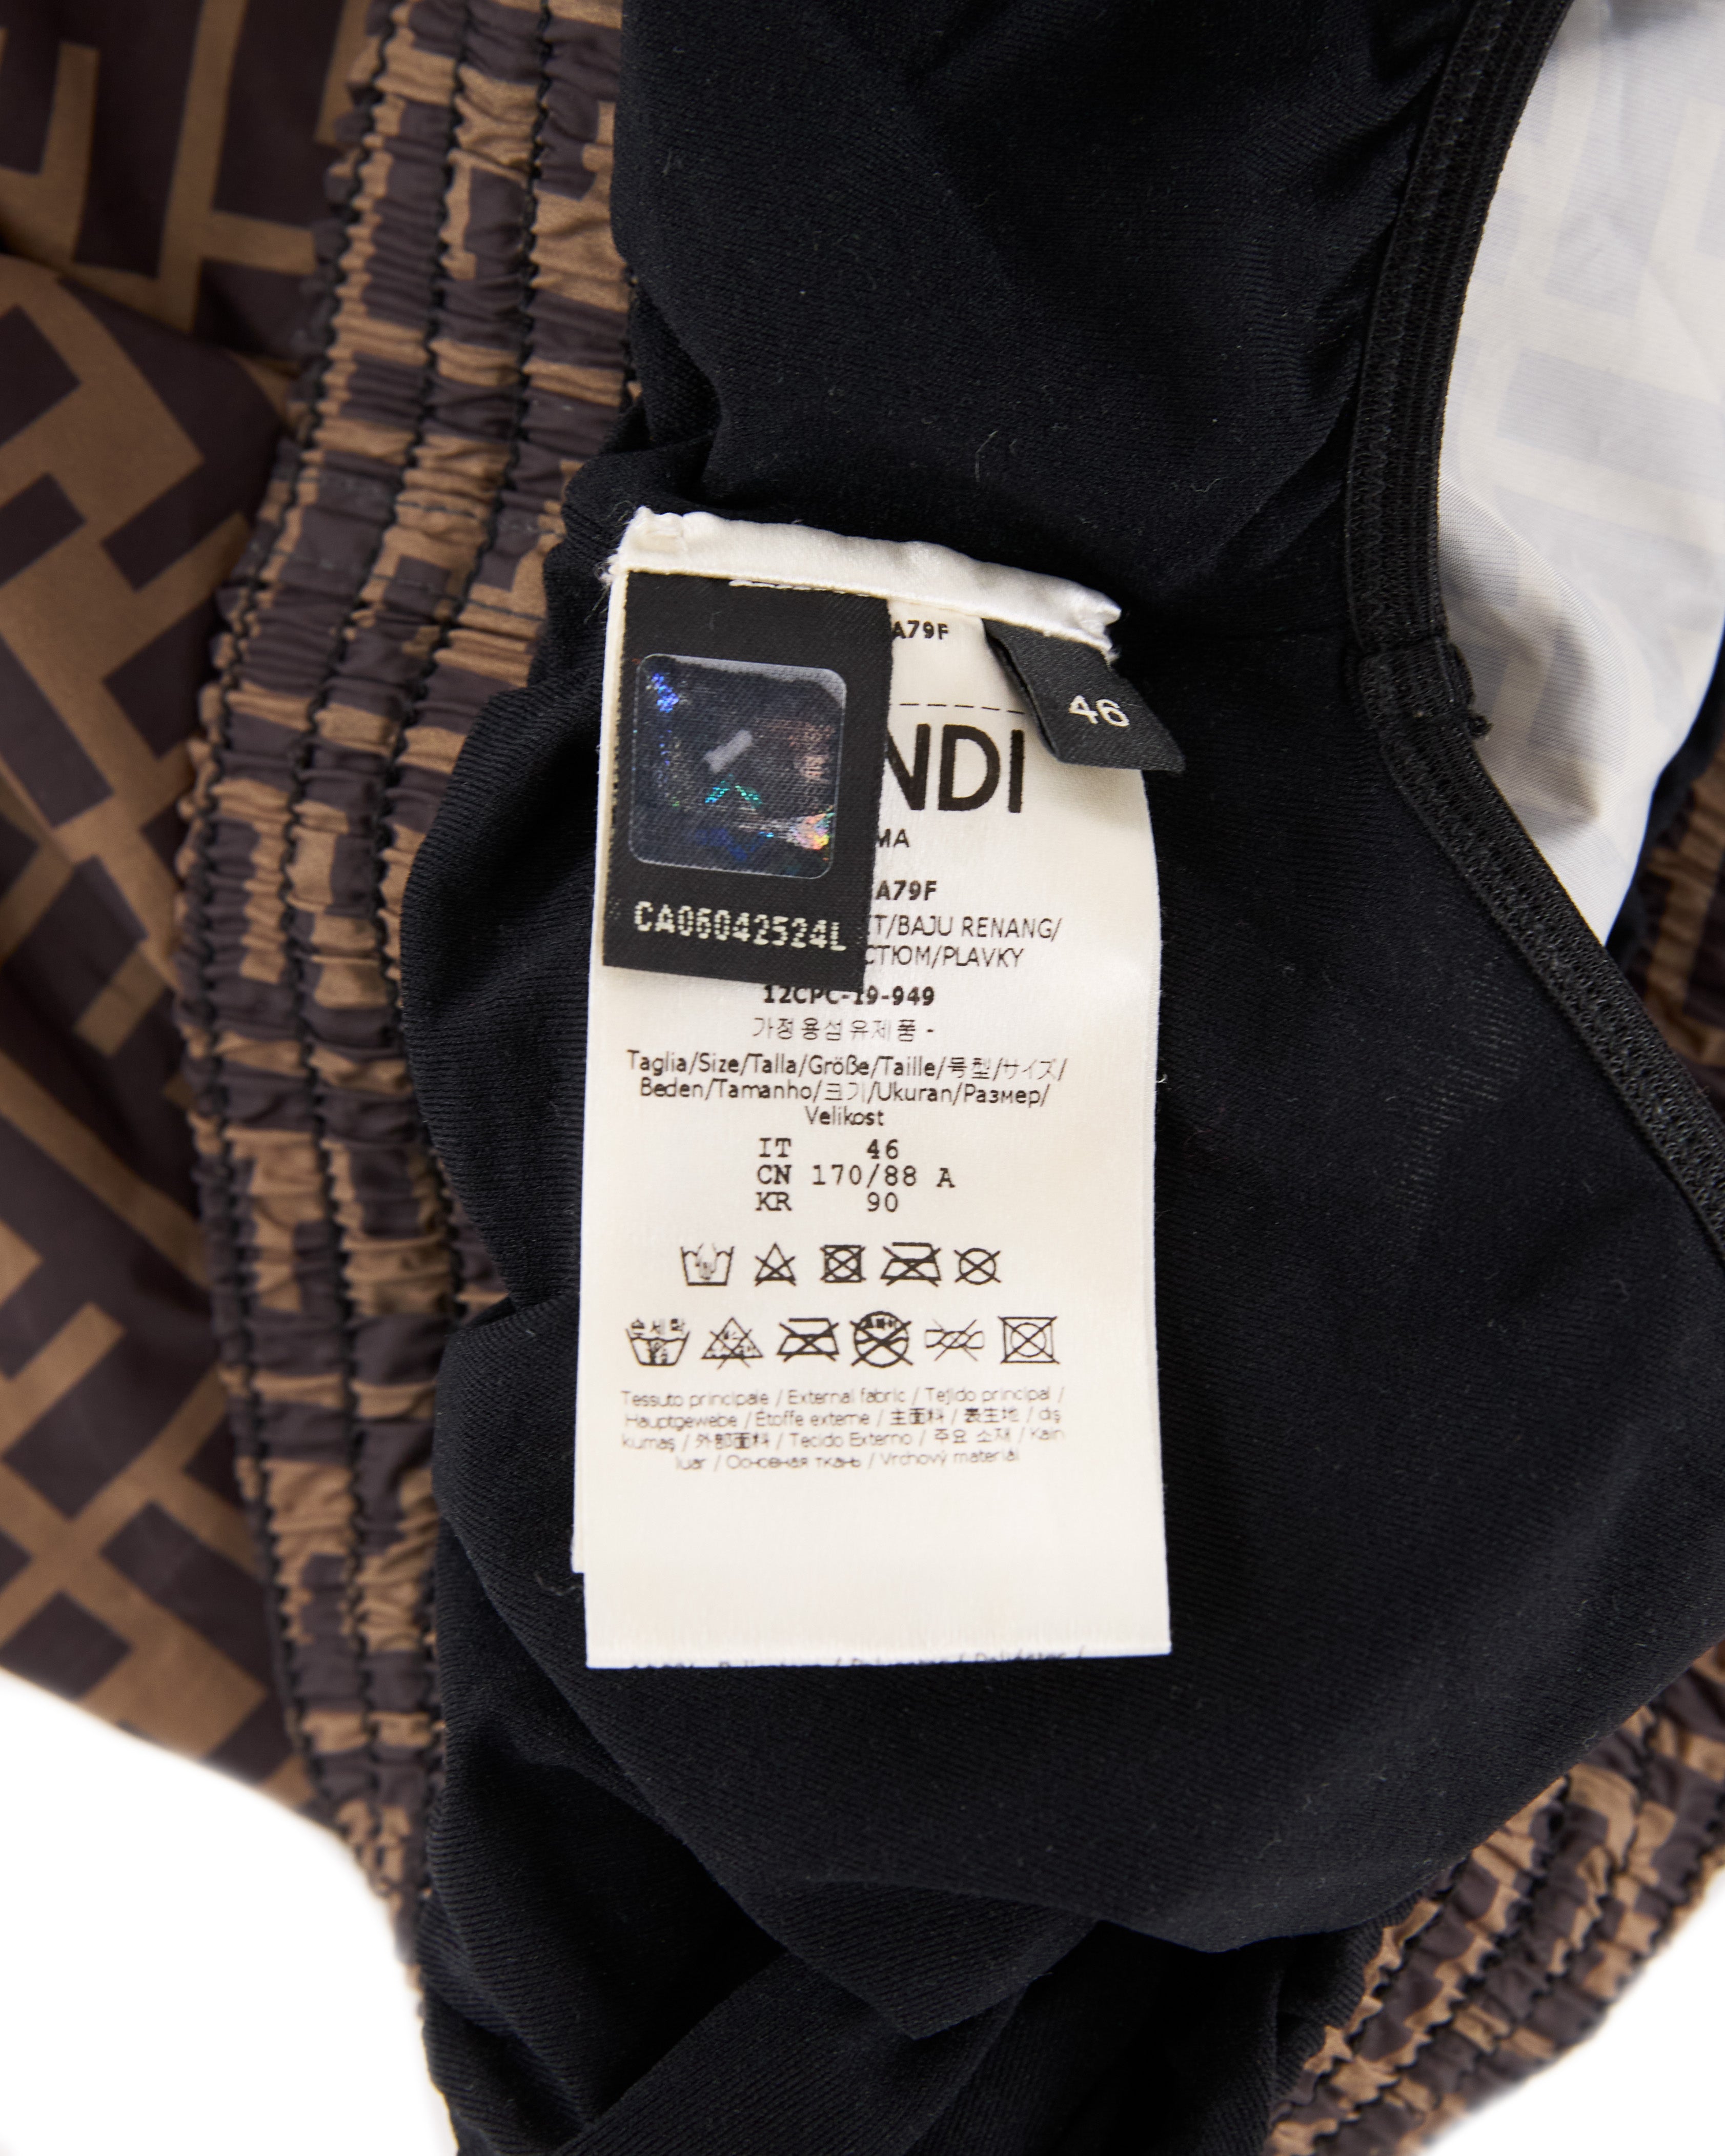 A79F
46
NDI
MA
A79F
CA06042524L
T/BAJU RENANG/
/PLAVKY
12CPC-19-949
가정용섬유제품 -
Taglia/Size/Talla/Größe/Taille/号型/サイズ/
Beden/Tamanho/크기/Ukuran/Размер/
Velikost
IT 46
CN 170/88 A
KR 90
손세탁
Tessuto principale / External fabric / Tejido principal /
Hauptgewebe / Étoffe externe / 主面料 / 表生地 / dış
kumaş / 外部面料 / Tecido Externo / 주요 소재 / Kain
luar / Основная ткань / Vrchový materiál